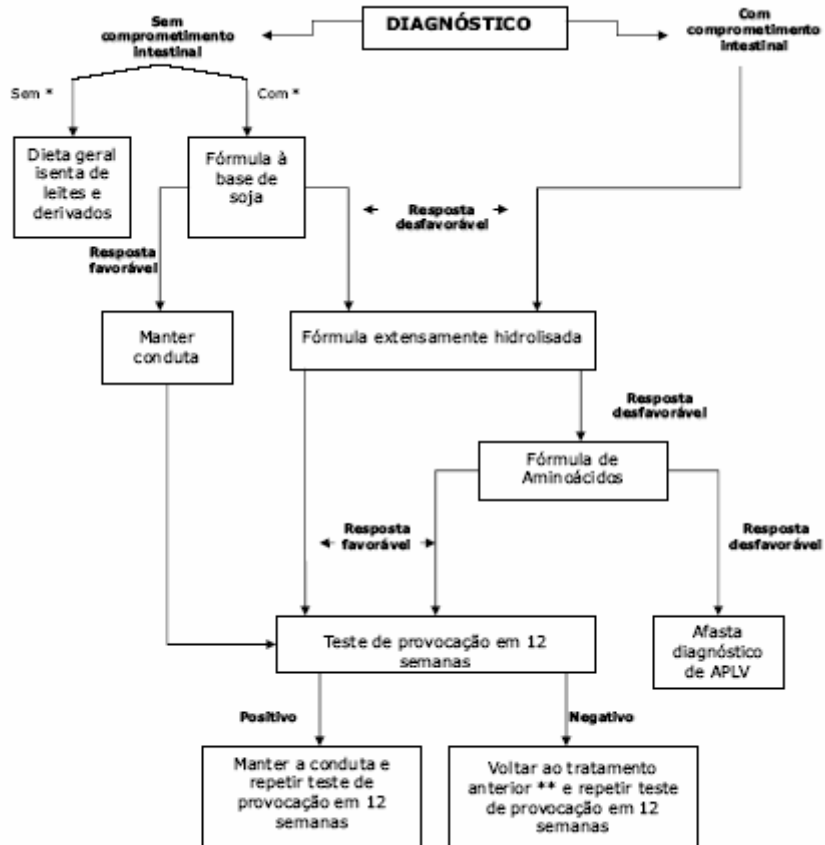 DIAGNÓSTICO
Sem
comprometimento
intestinal
Com
comprometimento
intestinal
Sem *
Com *
Dieta geral
isenta de
leites e
derivados
Fórmula à
base de
soja
Resposta
desfavorável
Resposta
favorável
Manter
conduta
Fórmula extensamente hidrolisada
Resposta
desfavorável
Fórmula de
Aminoácidos
Resposta
favorável
Resposta
desfavorável
Teste de provocação em 12
semanas
Afasta
diagnóstico
de APLV
Positivo
Negativo
Manter a conduta e
repetir teste de
provocação em 12
semanas
Voltar ao tratamento
anterior ** e repetir teste
de provocação em 12
semanas